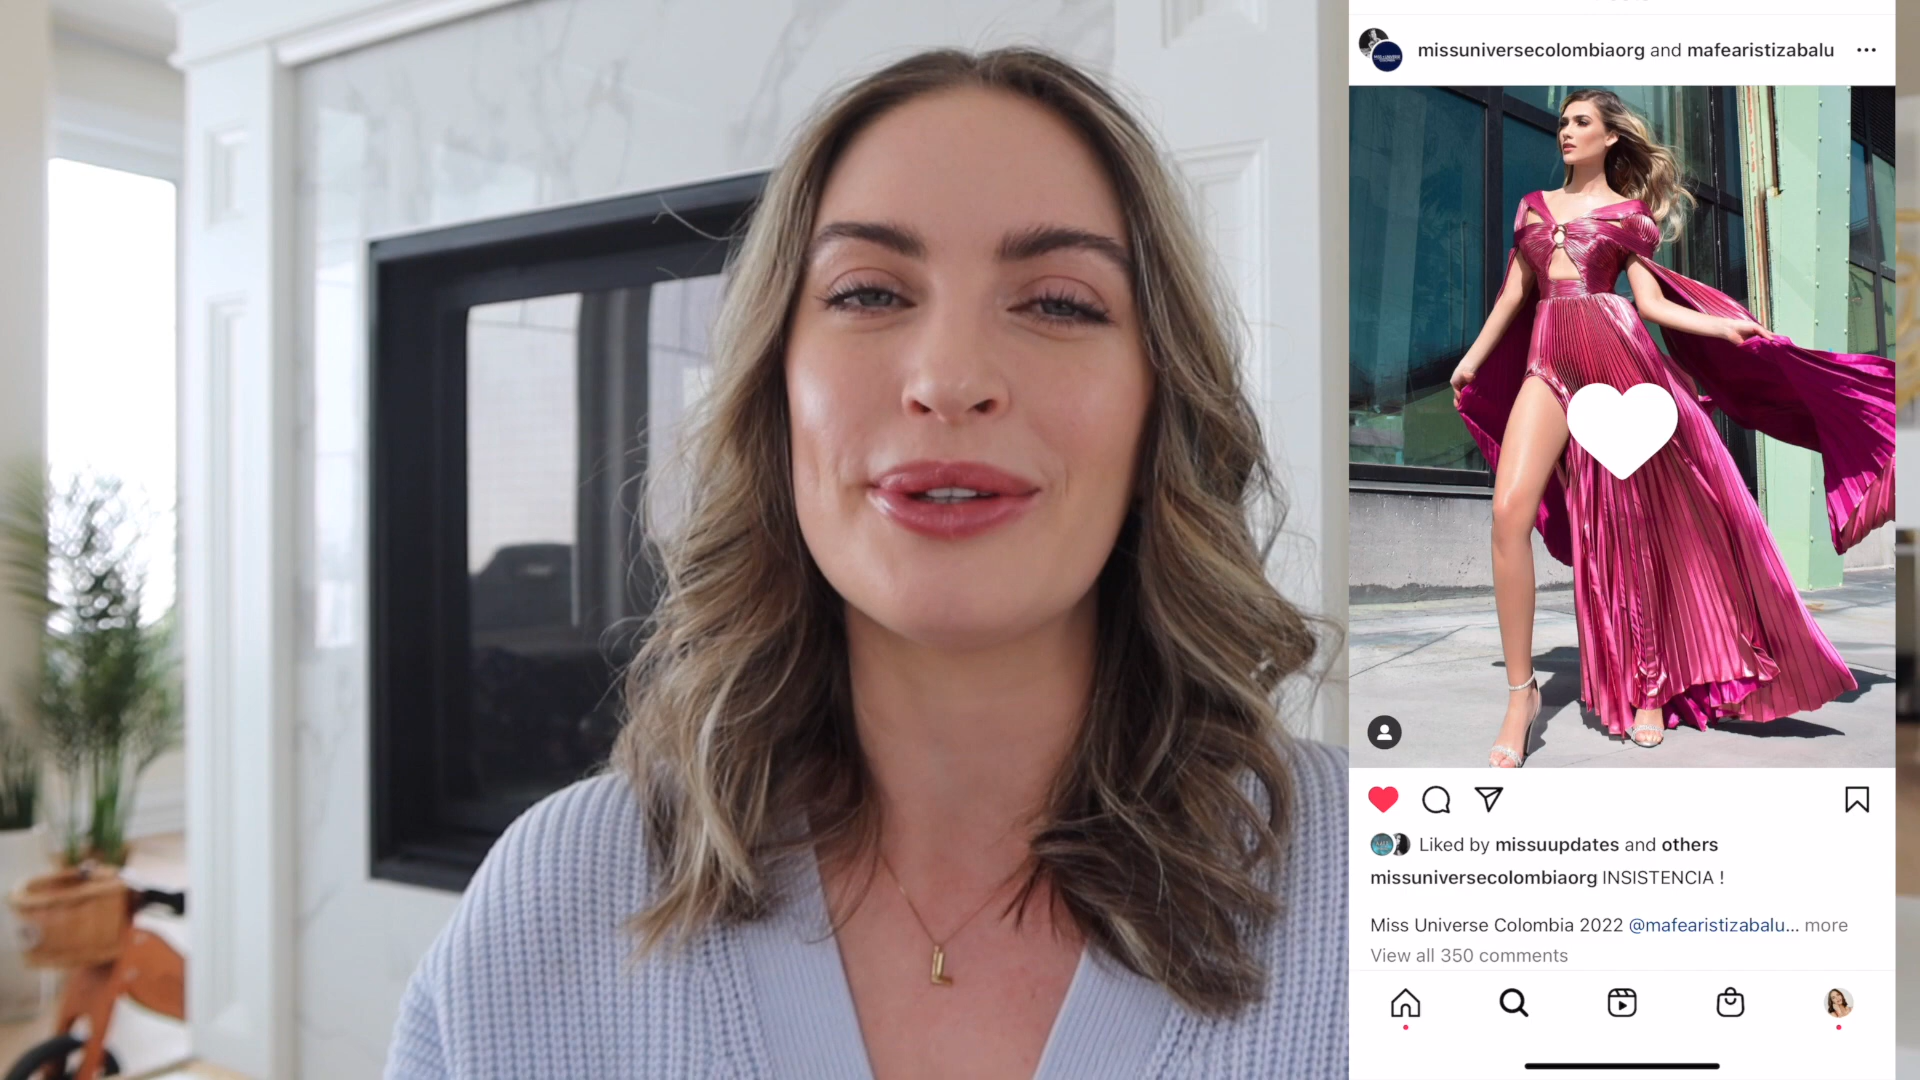 missuniversecolombiaorg and mafearistizabalu
Liked by missuupdates and others
missuniversecolombiaorg INSISTENCIA !
Miss Universe Colombia 2022 @mafearistizabalu... more
View all 350 comments